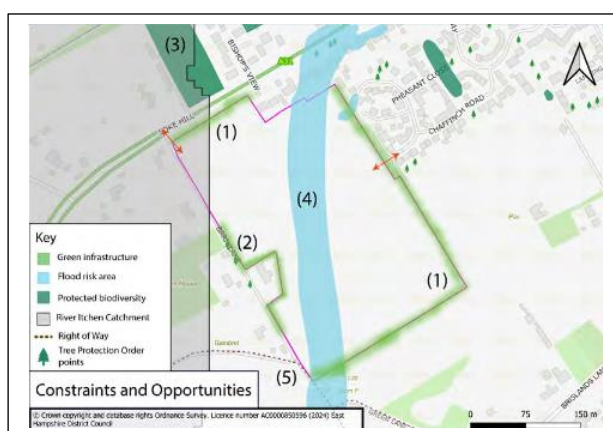 (3)
BISHOP'S VIEW
PHEASANT CLOSE
CHAFFINCH ROAD
(1)
(4)
(2)
(1)
(5)
Key
Green infrastructure
Flood risk area
Protected biodiversity
River Itchen Catchment
Right of Way
Tree Protection Order
points
Constraints and Opportunities
0 75 150 m
© Crown copyright and database rights Ordnance Survey. Licence number AC0000850596 (2024) East
Hampshire District Council